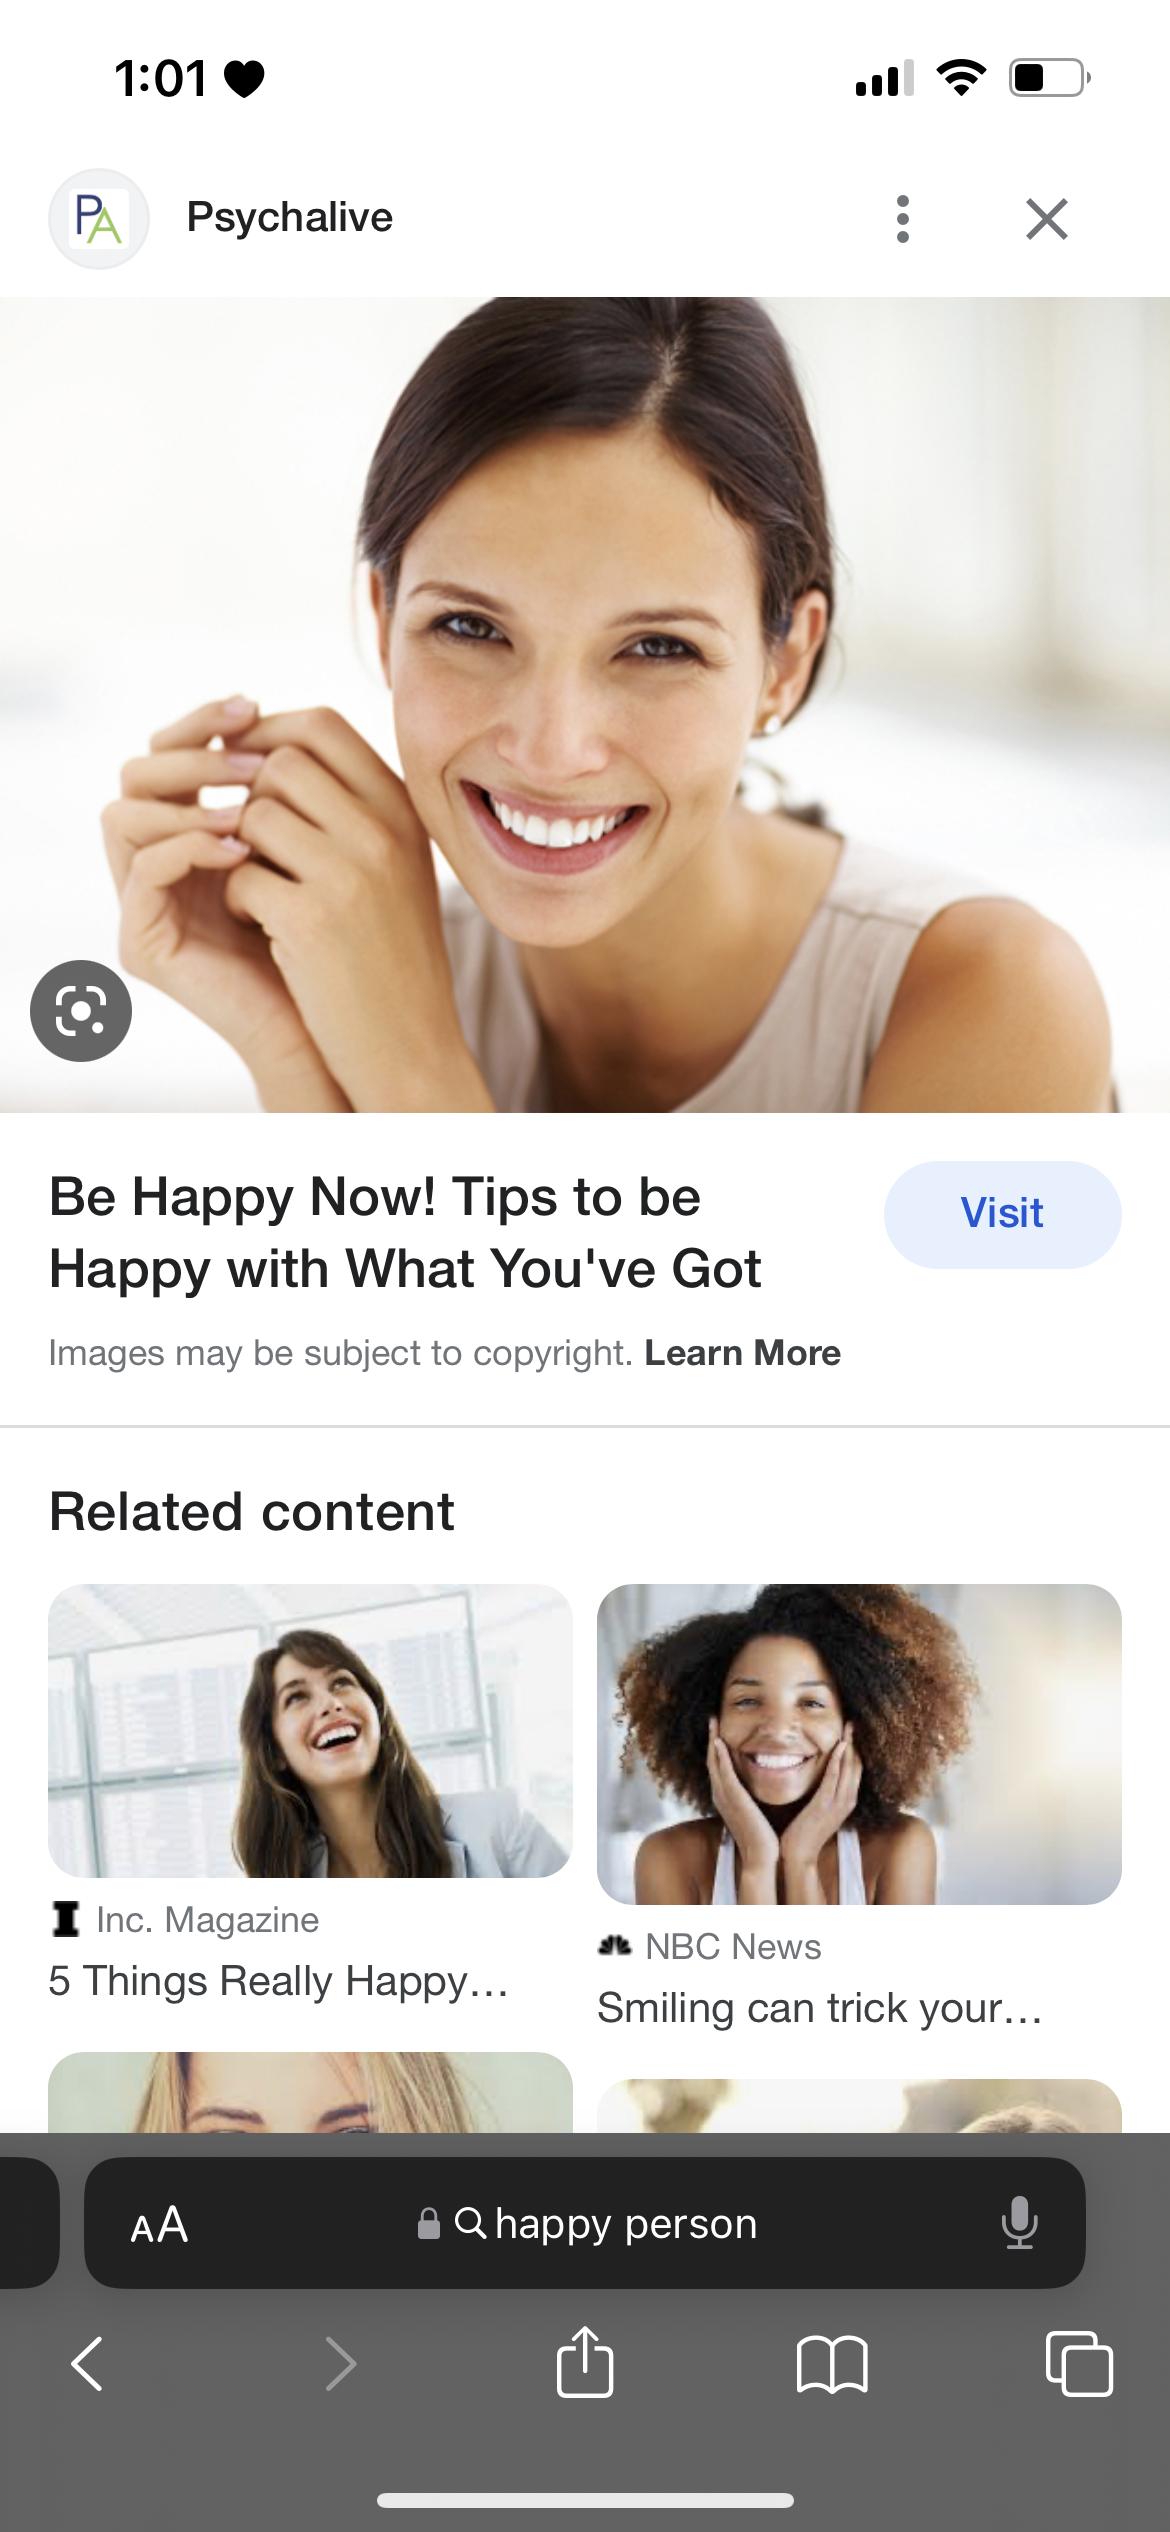 1:01
PA
Psychalive
Be Happy Now! Tips to be
Happy with What You've Got
Visit
Images may be subject to copyright. Learn More
Related content
Inc. Magazine
5 Things Really Happy...
NBC News
Smiling can trick your...
AA
happy person